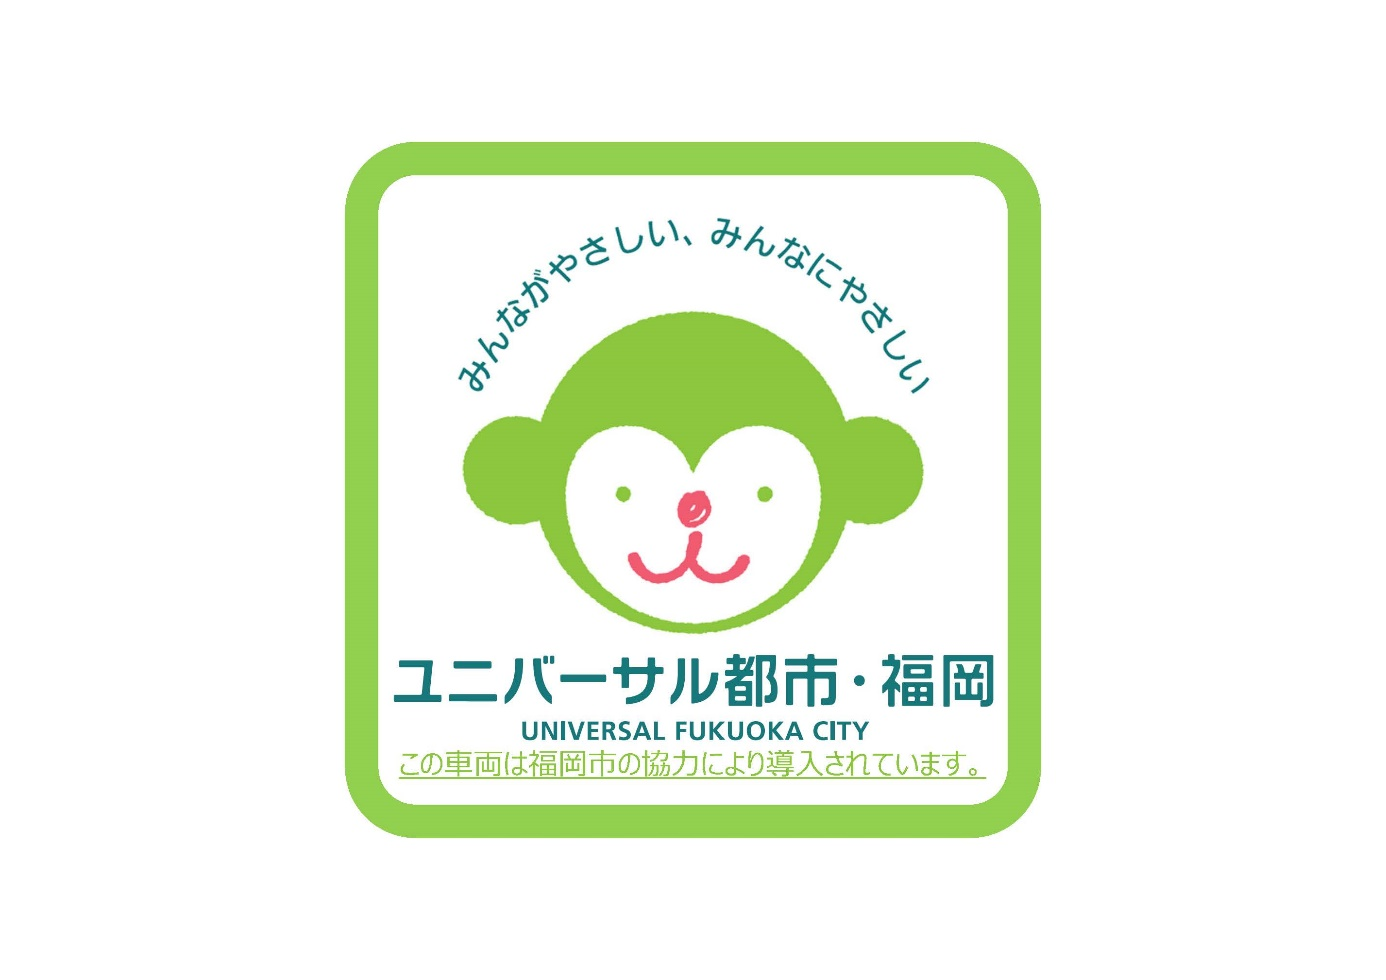 みんながやさしい、みんなにやさしい
ユニバーサル都市・福岡
UNIVERSAL FUKUOKA CITY
この車両は福岡市の協力により導入されています。